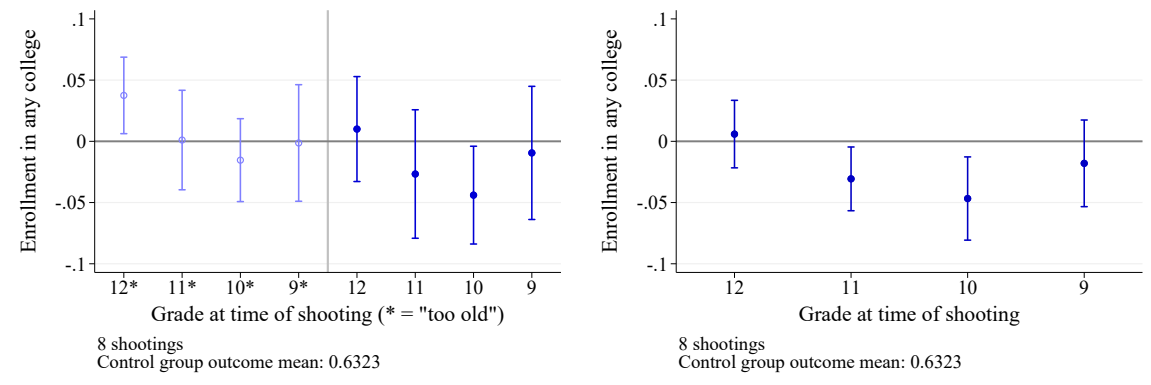 Enrollment in any college
.1
.05
0
-.05
-.1
12* 11* 10* 9* 12 11 10 9
Grade at time of shooting (* = "too old")
8 shootings
Control group outcome mean: 0.6323
Enrollment in any college
.1
.05
0
-.05
-.1
12 11 10 9
Grade at time of shooting
8 shootings
Control group outcome mean: 0.6323